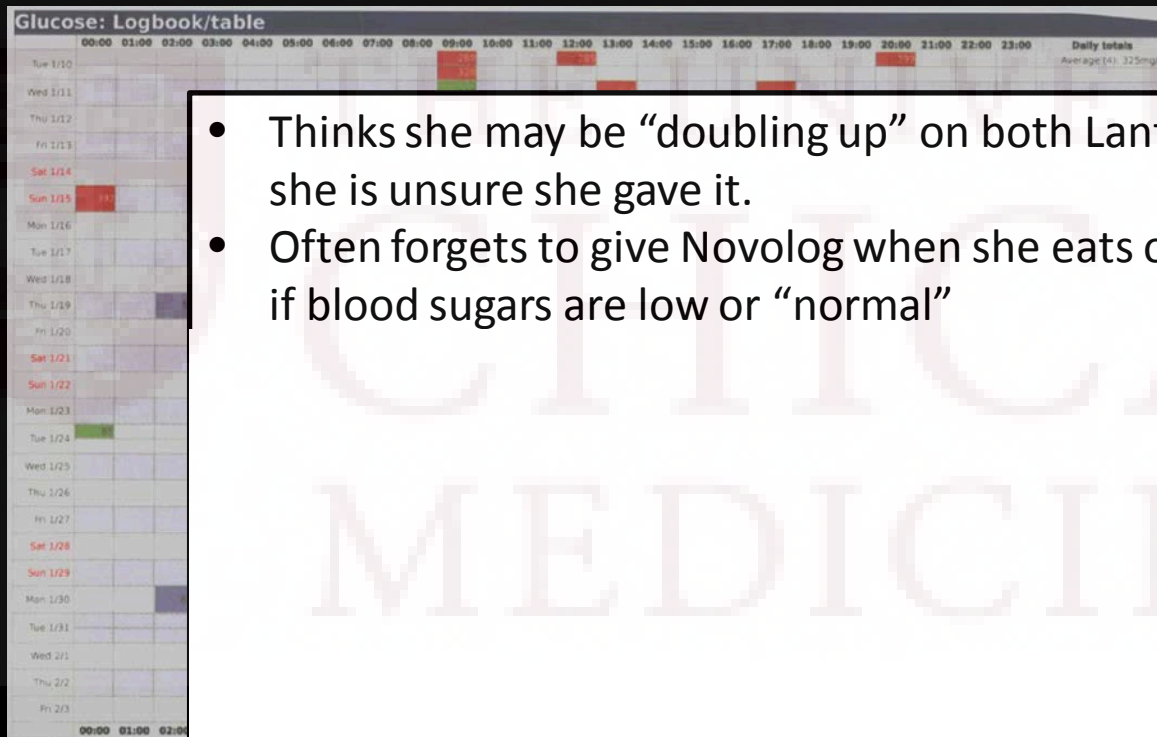 Glucose: Logbook/table
00:00 01:00 02:00 03:00 04:00 05:00 06:00 07:00 08:00 09:00 10:00 11:00 12:00 13:00 14:00 15:00 16:00 17:00 18:00 19:00 20:00 21:00 22:00 23:00 Daily totals
Tue 1/10 Average (4): 325mg
Wed 1/11
Thu 1/12
Fri 1/13
Sat 1/14
Sun 1/15
Mon 1/16
Tue 1/17
Wed 1/18
Thu 1/19
Fri 1/20
Sat 1/21
Sun 1/22
Mon 1/23
Tue 1/24
Wed 1/25
Thu 1/26
Fri 1/27
Sat 1/28
Sun 1/29
Mon 1/30
Tue 1/31
Wed 2/1
Thu 2/2
Fri 2/3
00:00 01:00 02:00
• Thinks she may be “doubling up” on both Lant
she is unsure she gave it.
• Often forgets to give Novolog when she eats o
if blood sugars are low or “normal”
THE UNIVE
CHICA
MEDICI